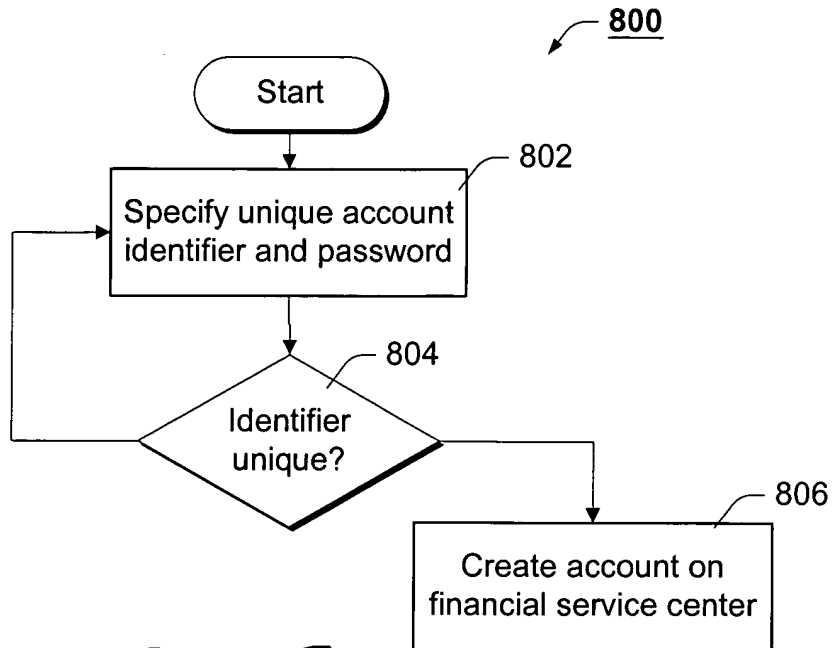 800
Start
802
Specify unique account
identifier and password
804
Identifier
unique?
806
Create account on
financial service center